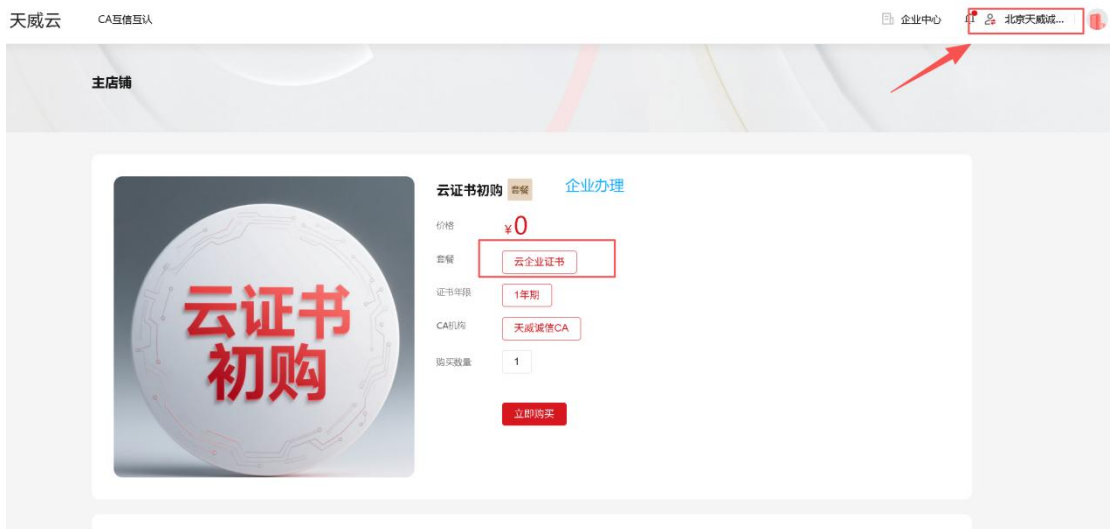 天威云 CA互信互认 企业中心 北京天威诚...
主店铺
云证书初购 套餐 企业办理
价格 ¥0
套餐 云企业证书
证书年限 1年期
CA机构 天威诚信CA
购买数量 1
立即购买
云证书
初购